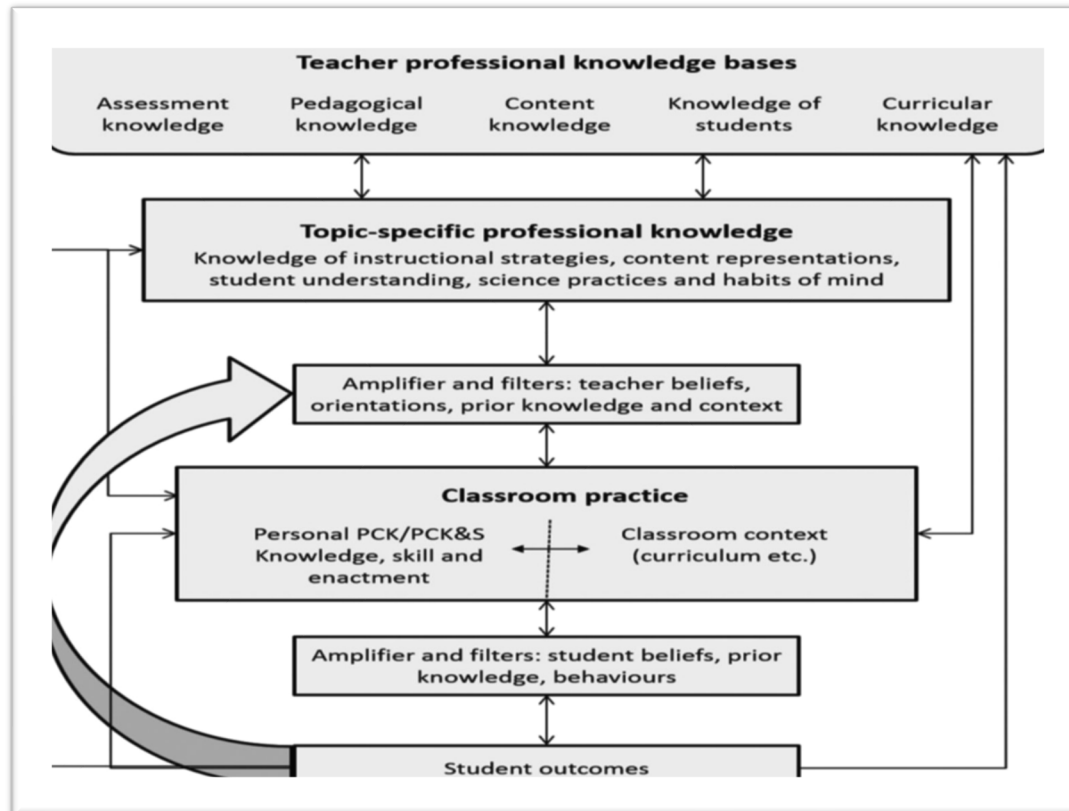 Teacher professional knowledge bases
Assessment knowledge
Pedagogical knowledge
Content knowledge
Knowledge of students
Curricular knowledge
Topic-specific professional knowledge
Knowledge of instructional strategies, content representations,
student understanding, science practices and habits of mind
Amplifier and filters: teacher beliefs,
orientations, prior knowledge and context
Classroom practice
Personal PCK/PCK&S
Knowledge, skill and
enactment
Classroom context
(curriculum etc.)
Amplifier and filters: student beliefs, prior
knowledge, behaviours
Student outcomes